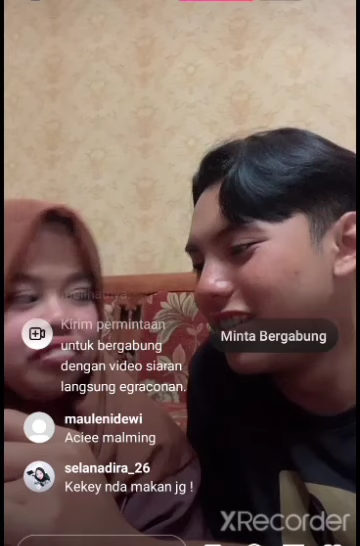 Kirim permintaan
untuk bergabung
dengan video siaran
langsung egraconan.
Minta Bergabung
maulenidewi
Aciee malming
selanadira_26
Kekey nda makan jg !
XRecorder